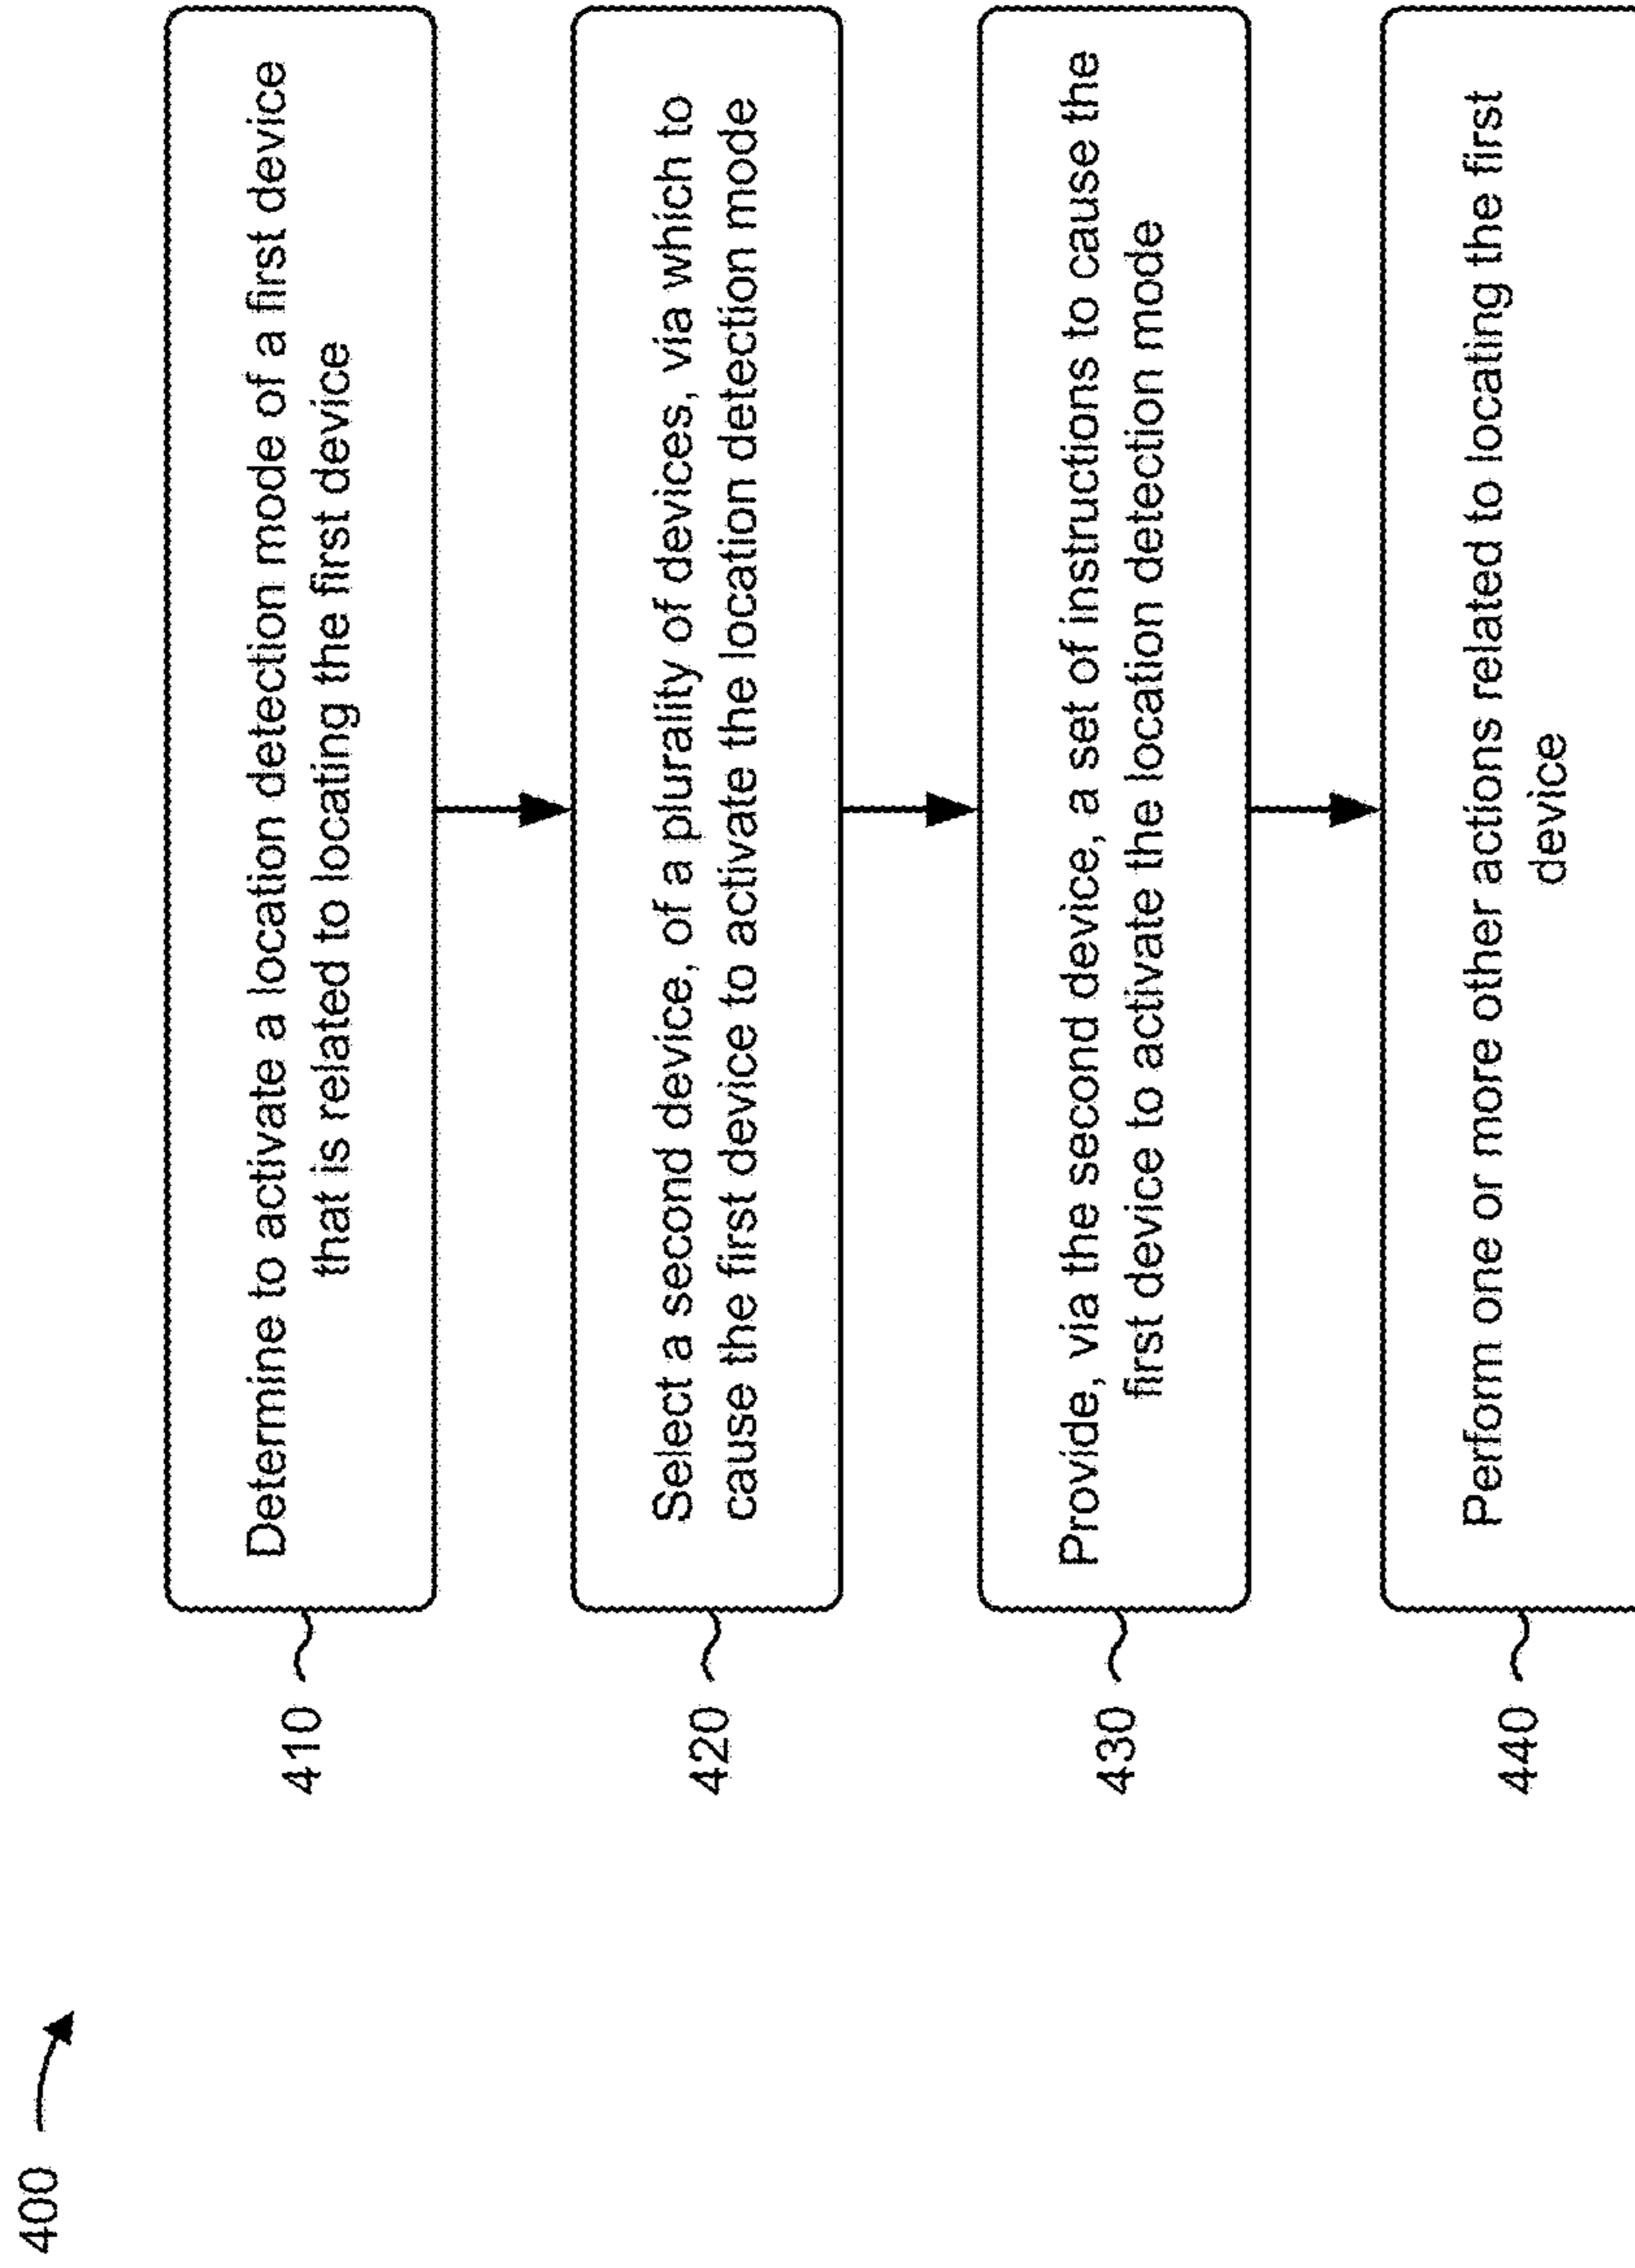 400
410
Determine to activate a location detection mode of a first device
that is related to locating the first device
420
Select a second device, of a plurality of devices, via which to
cause the first device to activate the location detection mode
430
Provide, via the second device, a set of instructions to cause the
first device to activate the location detection mode
440
Perform one or more other actions related to locating the first
device